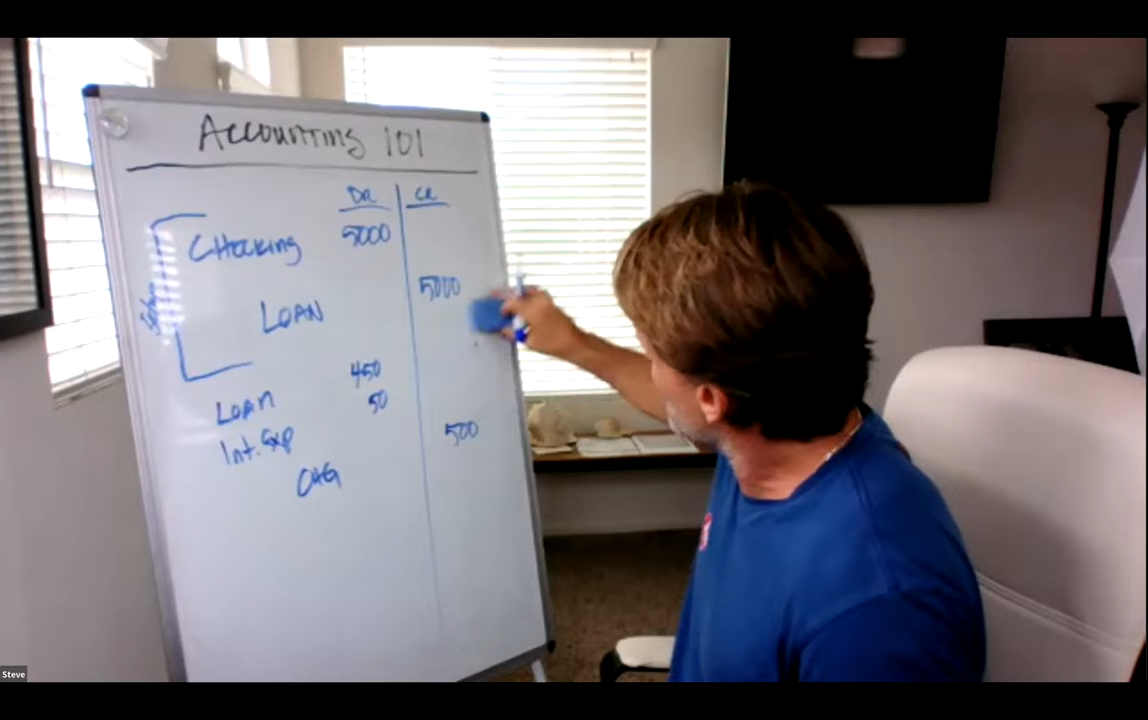 ACCOUNTING 101
DR CR
CHECKING 5000
5000
LOAN
LOAN 450
Int. Exp 50
500
CHG
Steve